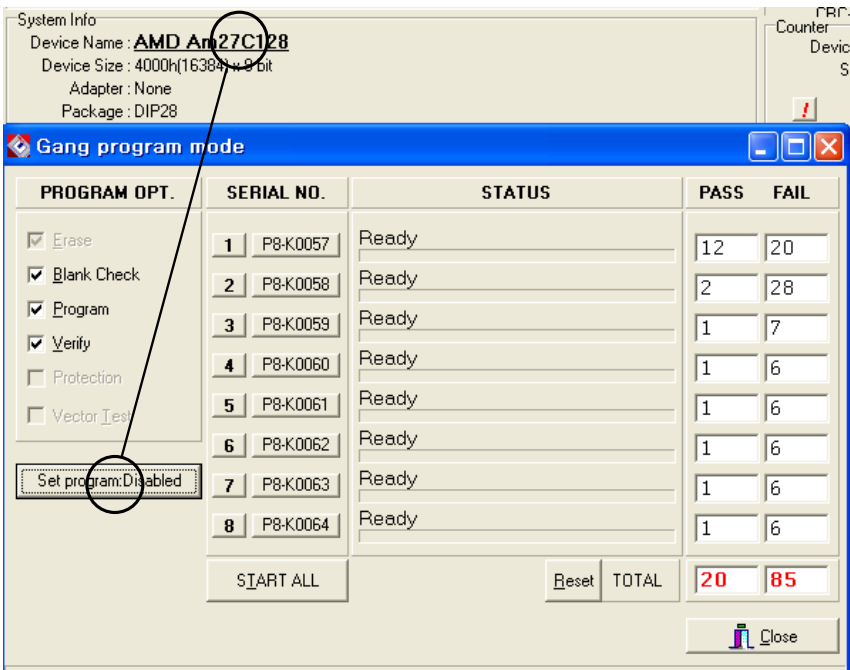 System Info
Device Name : AMD Am27C128
Device Size : 4000h(16384) x 8 bit
Adapter : None
Package : DIP28
Counter
Devic
S
!
Gang program mode
PROGRAM OPT. SERIAL NO. STATUS PASS FAIL
Erase
Blank Check
Program
Verify
Protection
Vector Test
Set program:Disabled
1 P8-K0057 Ready 12 20
2 P8-K0058 Ready 2 28
3 P8-K0059 Ready 1 7
4 P8-K0060 Ready 1 6
5 P8-K0061 Ready 1 6
6 P8-K0062 Ready 1 6
7 P8-K0063 Ready 1 6
8 P8-K0064 Ready 1 6
START ALL Reset TOTAL 20 85
Close